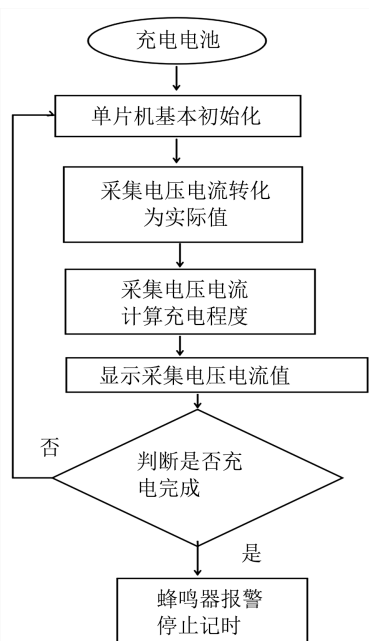 充电电池
单片机基本初始化
采集电压电流转化
为实际值
采集电压电流
计算充电程度
显示采集电压电流值
判断是否充
电完成
否
是
蜂鸣器报警
停止记时